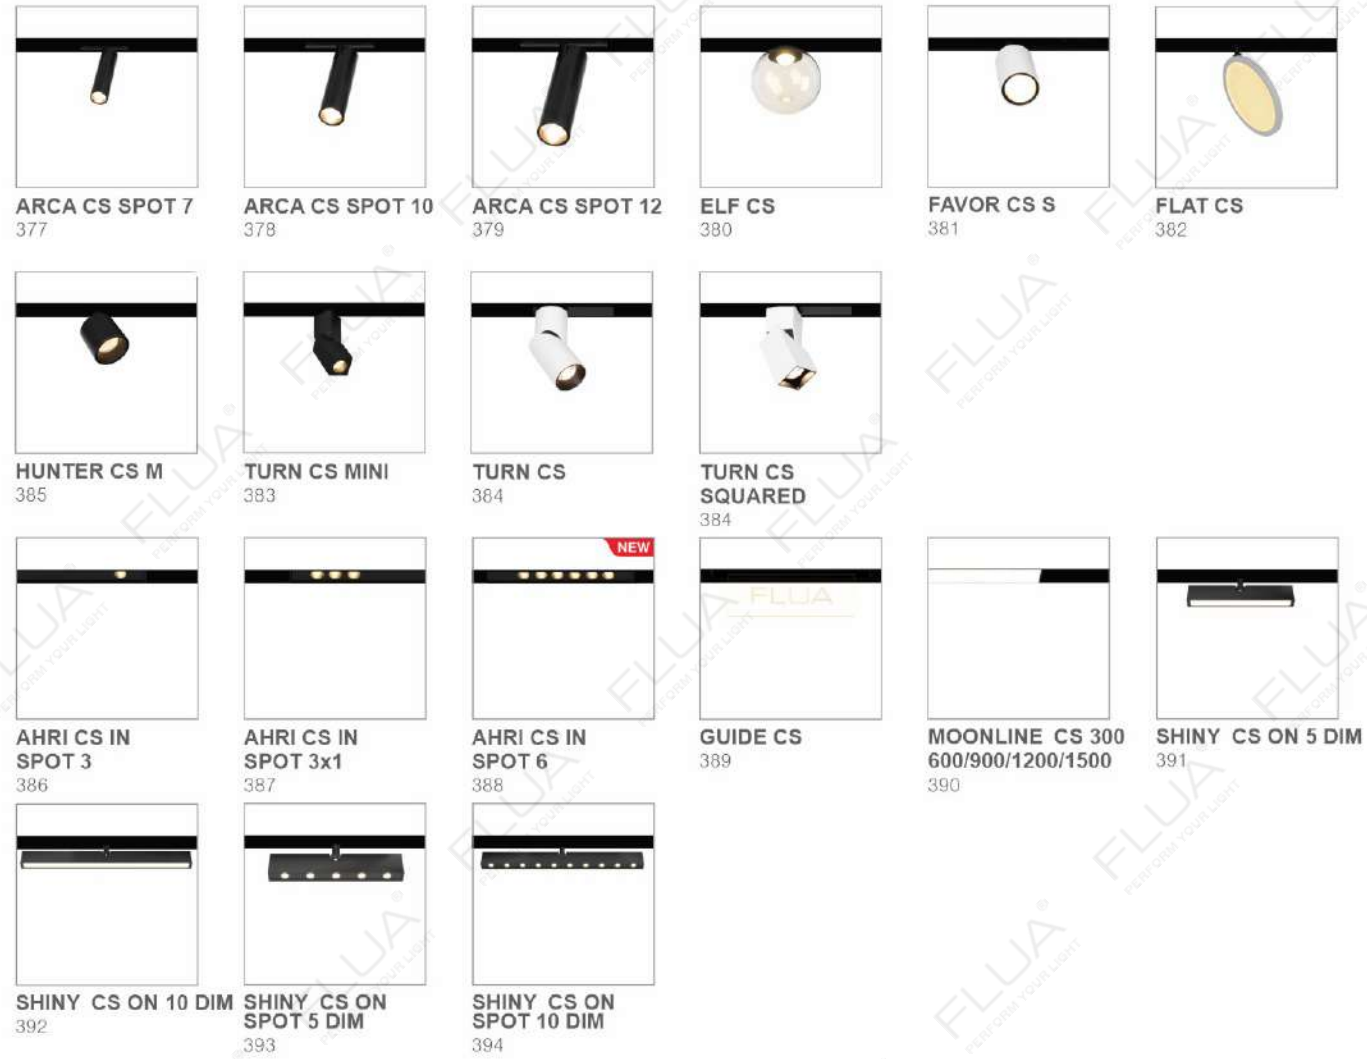 ARCA CS SPOT 7
377
ARCA CS SPOT 10
378
ARCA CS SPOT 12
379
ELF CS
380
FAVOR CS S
381
FLAT CS
382
HUNTER CS M
385
TURN CS MINI
383
TURN CS
384
TURN CS
SQUARED
384
AHRI CS IN
SPOT 3
386
AHRI CS IN
SPOT 3x1
387
NEW
AHRI CS IN
SPOT 6
388
FLUA
GUIDE CS
389
MOONLINE CS 300
600/900/1200/1500
390
SHINY CS ON 5 DIM
391
SHINY CS ON 10 DIM
392
SHINY CS ON
SPOT 5 DIM
393
SHINY CS ON
SPOT 10 DIM
394
FLUA®
PERFORM YOUR LIGHT